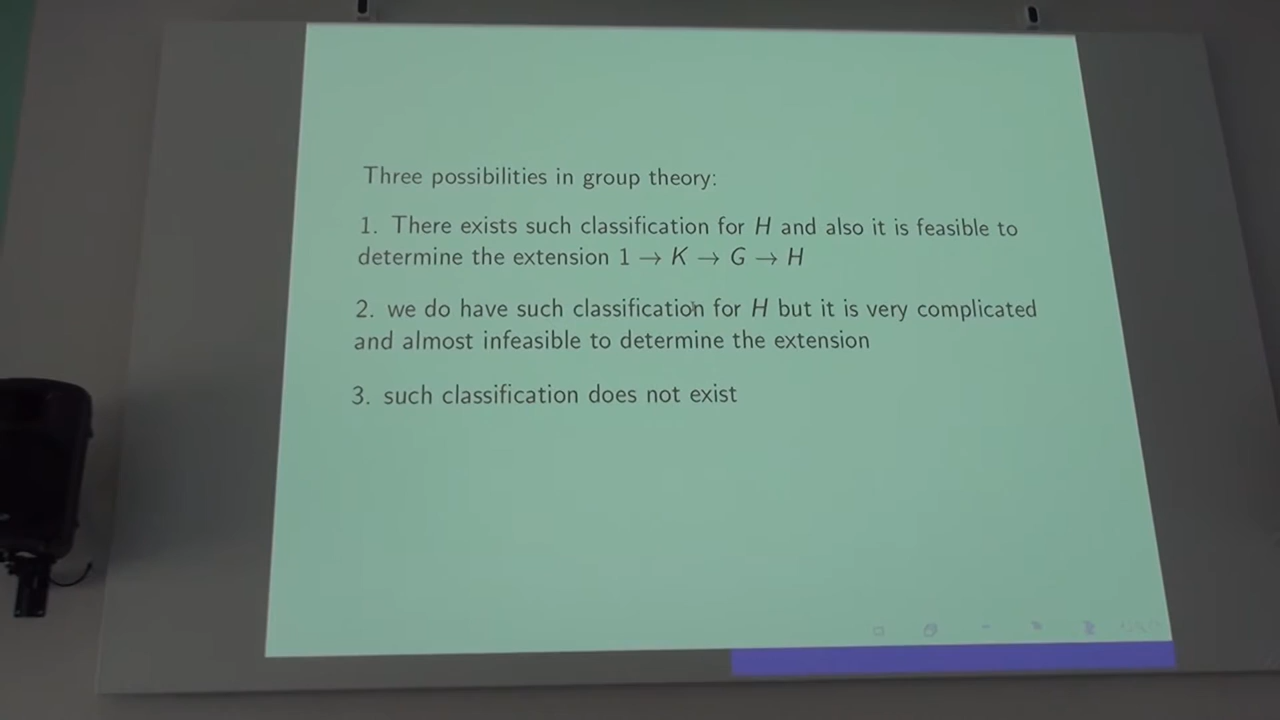 Three possibilities in group theory:
1. There exists such classification for H and also it is feasible to
determine the extension 1 → K → G → H
2. we do have such classification for H but it is very complicated
and almost infeasible to determine the extension
3. such classification does not exist